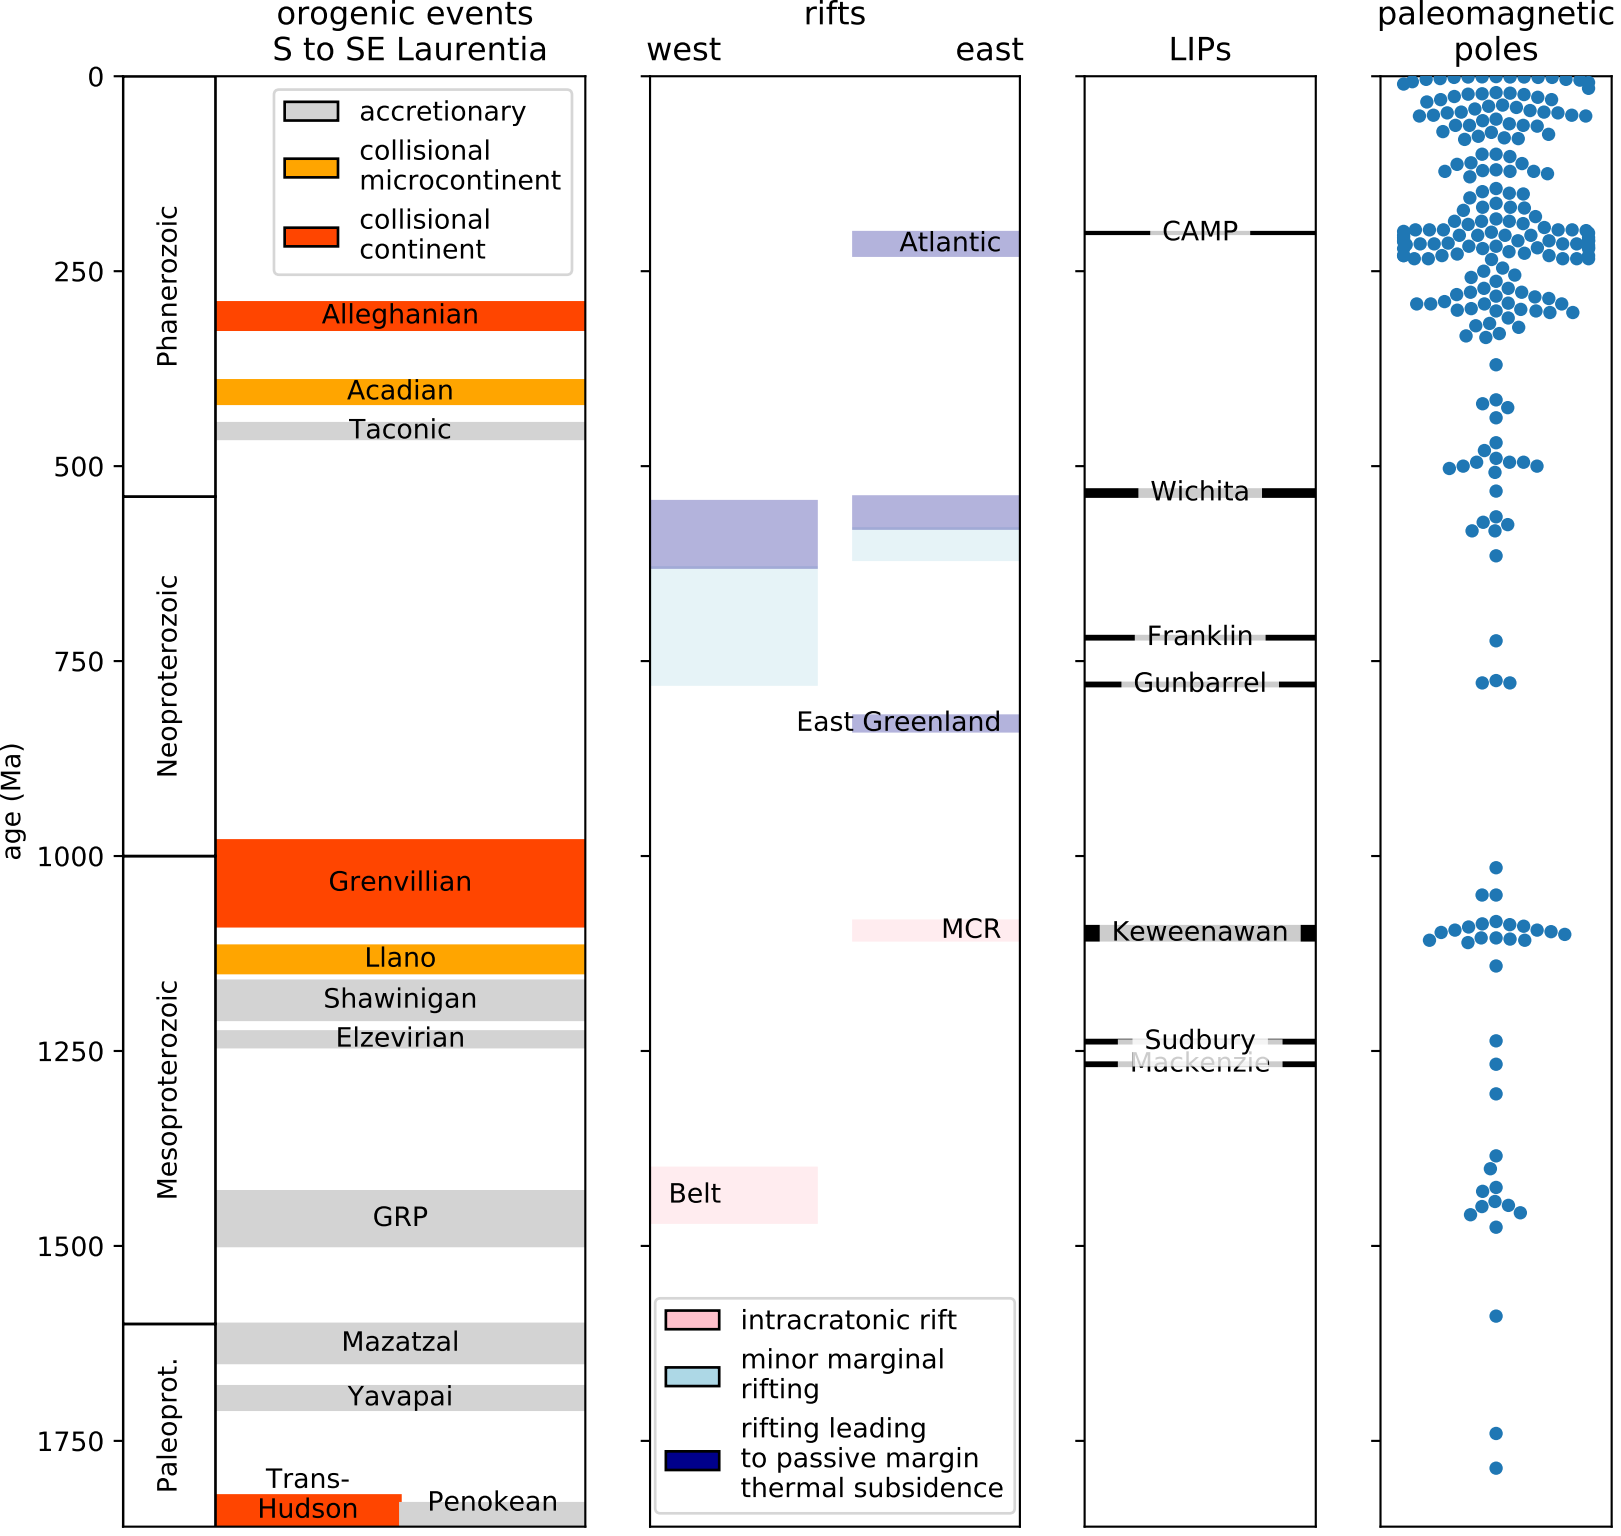 orogenic events
S to SE Laurentia
rifts
west
east
LIPs
paleomagnetic
poles
age (Ma)
0
250
500
750
1000
1250
1500
1750
Phanerozoic
Neoproterozoic
Mesoproterozoic
Paleoprot.
accretionary
collisional
microcontinent
collisional
continent
Alleghanian
Acadian
Taconic
Grenvillian
Llano
Shawinigan
Elzevirian
GRP
Mazatzal
Yavapai
Trans-
Hudson
Penokean
Atlantic
East Greenland
MCR
Belt
intracratonic rift
minor marginal
rifting
rifting leading
to passive margin
thermal subsidence
CAMP
Wichita
Franklin
Gunbarrel
Keweenawan
Sudbury
Mackenzie